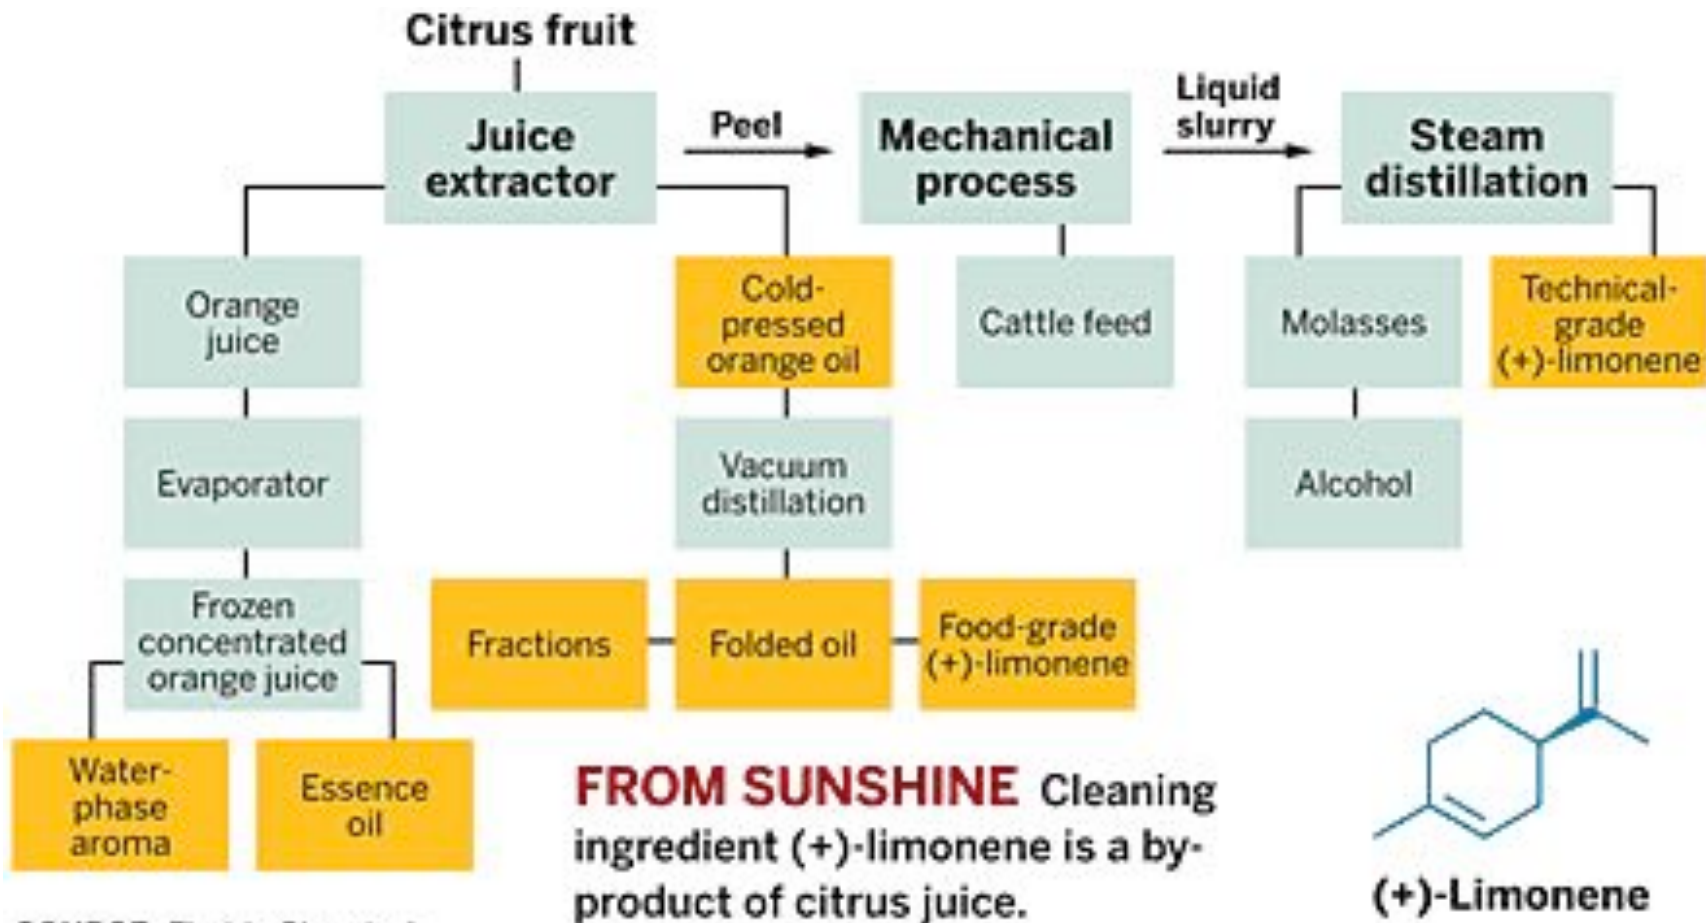 Citrus fruit
Juice
extractor
Peel
Mechanical
process
Liquid
slurry
Steam
distillation
Orange
juice
Cold-
pressed
orange oil
Cattle feed
Molasses
Technical-
grade
(+)-limonene
Evaporator
Vacuum
distillation
Alcohol
Frozen
concentrated
orange juice
Fractions
Folded oil
Food-grade
(+)-limonene
Water-
phase
aroma
Essence
oil
FROM SUNSHINE Cleaning
ingredient (+)-limonene is a by-
product of citrus juice.
(+)-Limonene